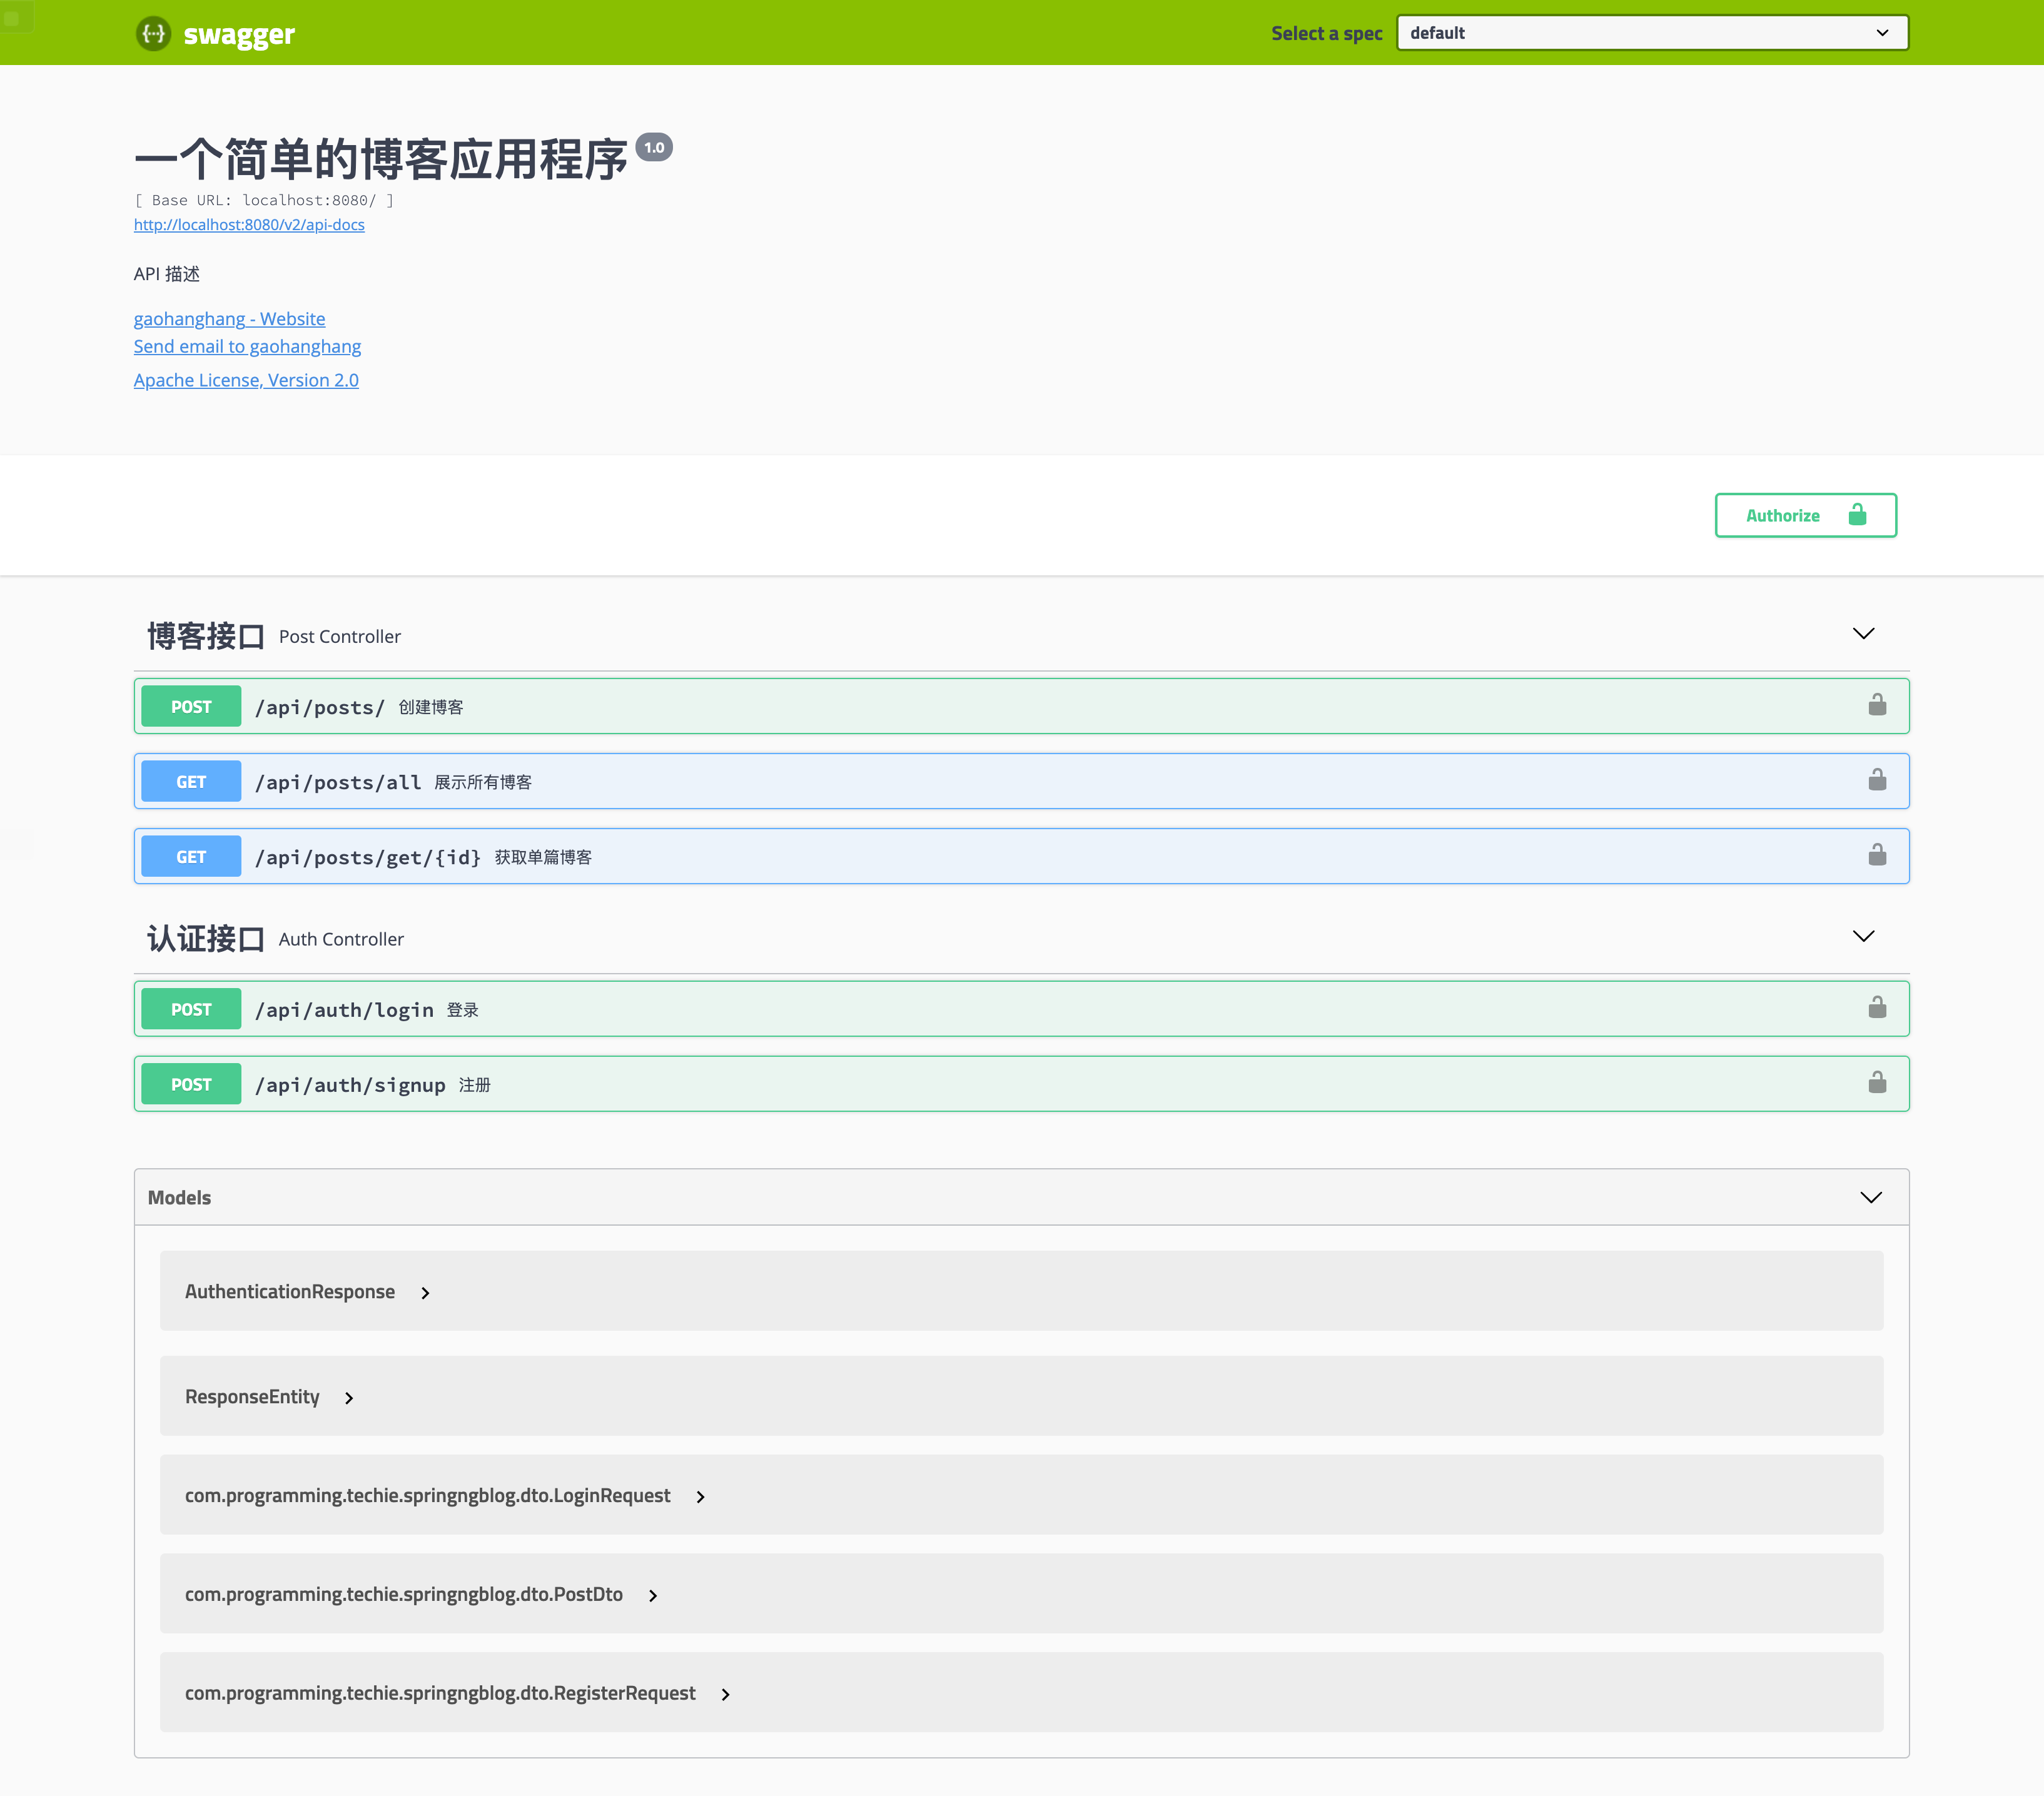 swagger
Select a spec default
一个简单的博客应用程序 1.0
[ Base URL: localhost:8080/ ]
http://localhost:8080/v2/api-docs
API 描述
gaohanghang - Website
Send email to gaohanghang
Apache License, Version 2.0
Authorize
博客接口 Post Controller
POST /api/posts/ 创建博客
GET /api/posts/all 展示所有博客
GET /api/posts/get/{id} 获取单篇博客
认证接口 Auth Controller
POST /api/auth/login 登录
POST /api/auth/signup 注册
Models
AuthenticationResponse
ResponseEntity
com.programming.techie.springngblog.dto.LoginRequest
com.programming.techie.springngblog.dto.PostDto
com.programming.techie.springngblog.dto.RegisterRequest